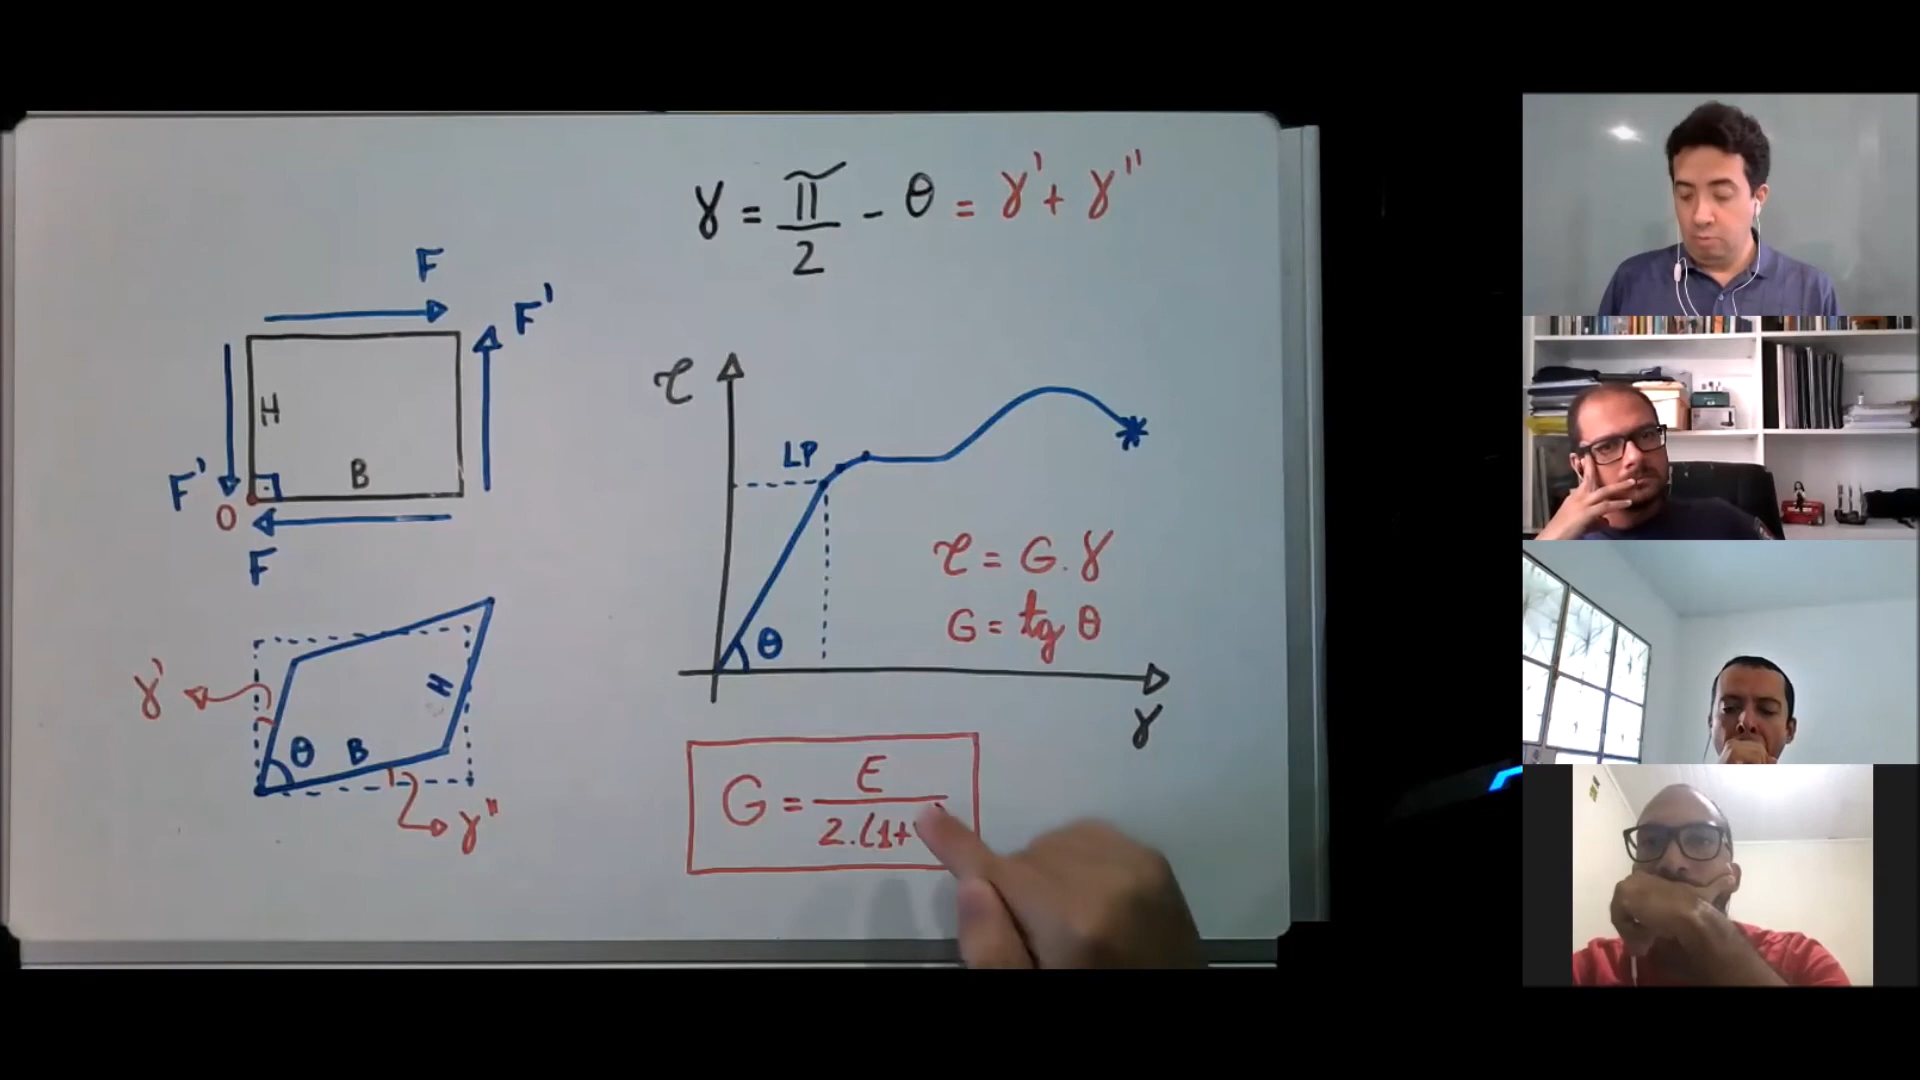 γ = π/2 - θ = γ' + γ''
F
F'
H
B
F'
O
F
τ
LP
θ
τ = G.γ
G = tg θ
γ
γ'
H
θ
B
γ''
G = E
2.(1+